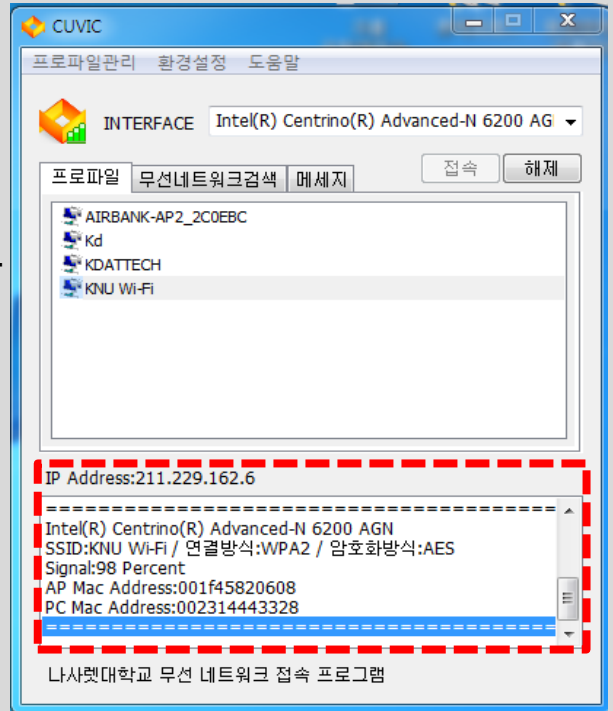 CUVIC
프로파일관리 환경설정 도움말
INTERFACE Intel(R) Centrino(R) Advanced-N 6200 AG
프로파일 무선네트워크검색 메세지 접속 해제
AIRBANK-AP2_2C0EBC
Kd
KDATTECH
KNU Wi-Fi
IP Address:211.229.162.6
==========================================
Intel(R) Centrino(R) Advanced-N 6200 AGN
SSID:KNU Wi-Fi / 연결방식:WPA2 / 암호화방식:AES
Signal:98 Percent
AP Mac Address:001f45820608
PC Mac Address:002314443328
==========================================
나사렛대학교 무선 네트워크 접속 프로그램